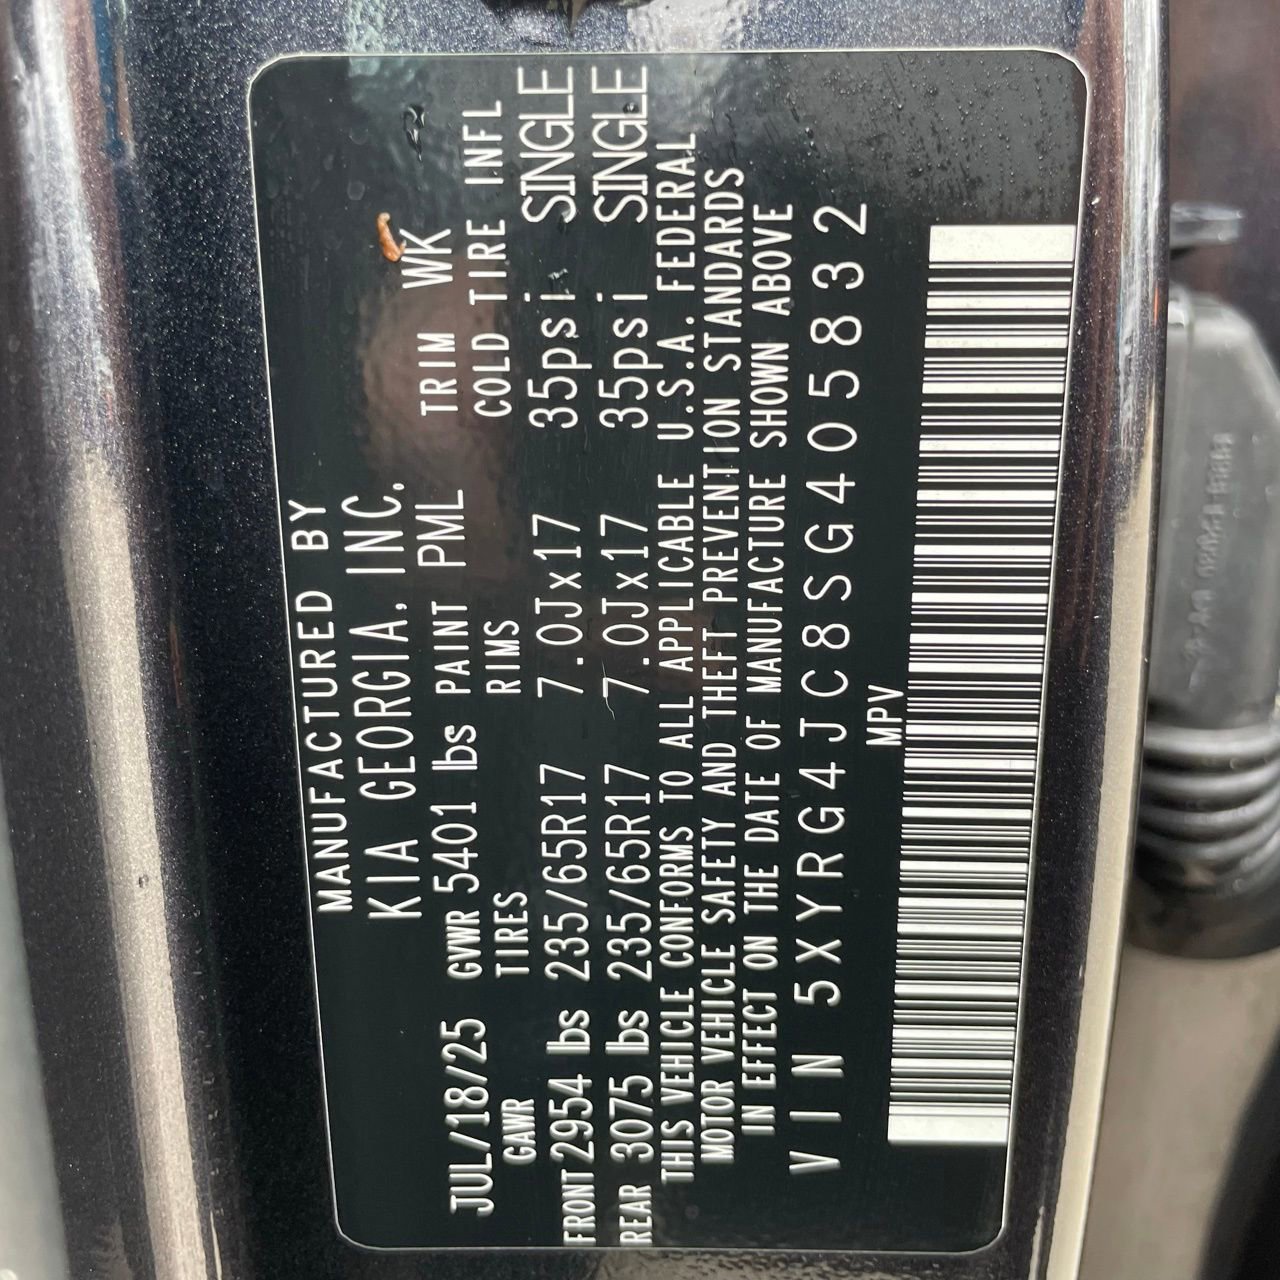 MANUFACTURED BY
KIA GEORGIA, INC.
JUL/18/25 GVWR 5401 lbs PAINT PML TRIM WK
GAWR TIRES RIMS COLD TIRE INFL
FRONT 2954 lbs 235/65R17 7.0Jx17 35psi SINGLE
REAR 3075 lbs 235/65R17 7.0Jx17 35psi SINGLE
THIS VEHICLE CONFORMS TO ALL APPLICABLE U.S.A. FEDERAL
MOTOR VEHICLE SAFETY AND THEFT PREVENTION STANDARDS
IN EFFECT ON THE DATE OF MANUFACTURE SHOWN ABOVE
VIN 5XYRG4JC8SG405832
MPV